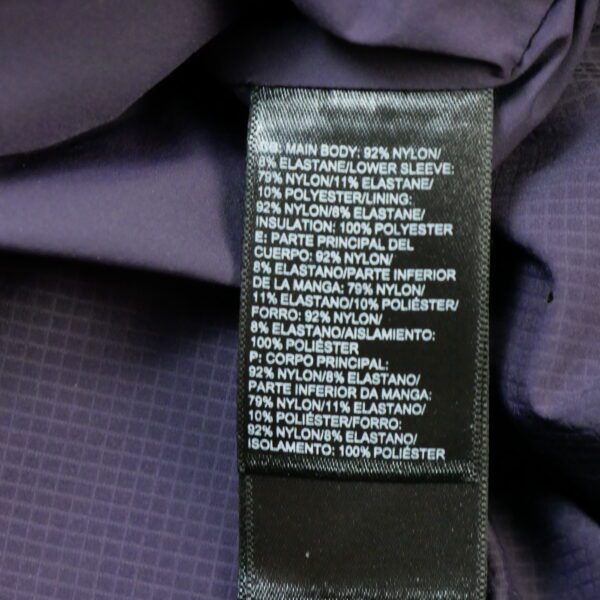 GB: MAIN BODY: 92% NYLON/
8% ELASTANE/LOWER SLEEVE:
79% NYLON/11% ELASTANE/
10% POLYESTER/LINING:
92% NYLON/8% ELASTANE/
INSULATION: 100% POLYESTER
E: PARTE PRINCIPAL DEL
CUERPO: 92% NYLON/
8% ELASTANO/PARTE INFERIOR
DE LA MANGA: 79% NYLON/
11% ELASTANO/10% POLIÉSTER/
FORRO: 92% NYLON/
8% ELASTANO/AISLAMIENTO:
100% POLIÉSTER
P: CORPO PRINCIPAL:
92% NYLON/8% ELASTANO/
PARTE INFERIOR DA MANGA:
79% NYLON/11% ELASTANO/
10% POLIÉSTER/FORRO:
92% NYLON/8% ELASTANO/
ISOLAMENTO: 100% POLIÉSTER